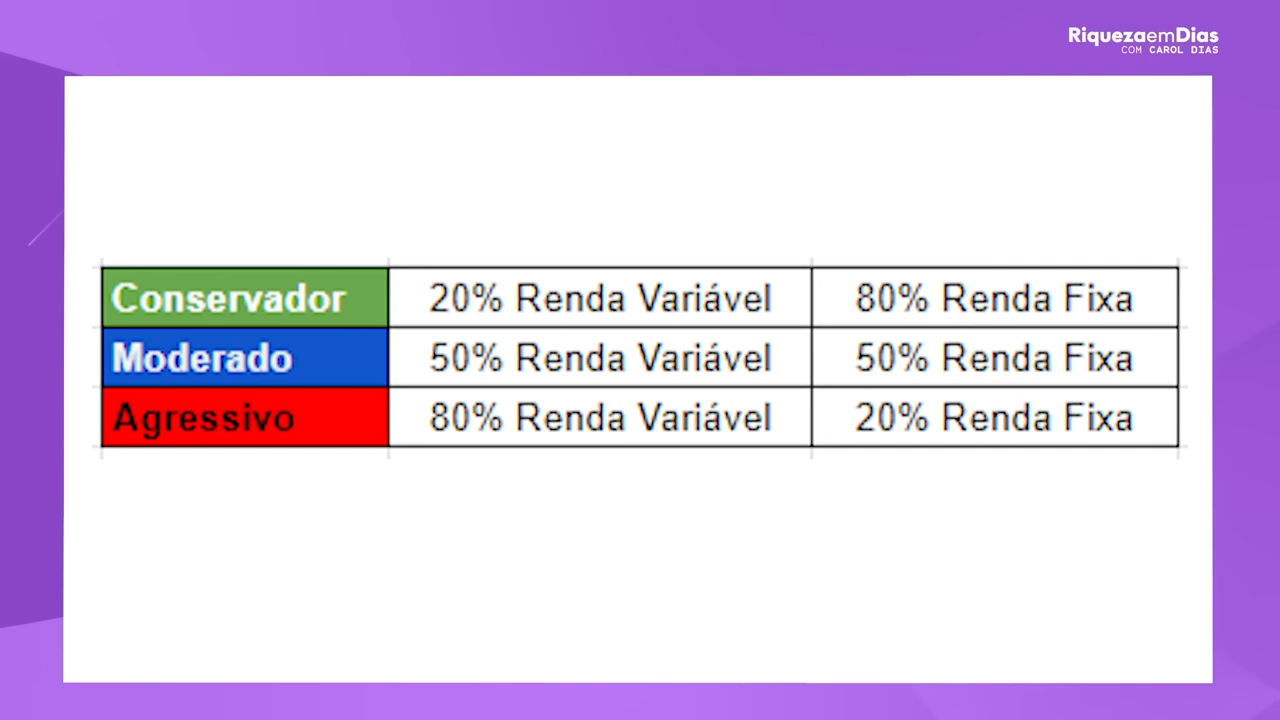 RiquezaemDias
COM CAROL DIAS
Conservador 20% Renda Variável 80% Renda Fixa
Moderado 50% Renda Variável 50% Renda Fixa
Agressivo 80% Renda Variável 20% Renda Fixa